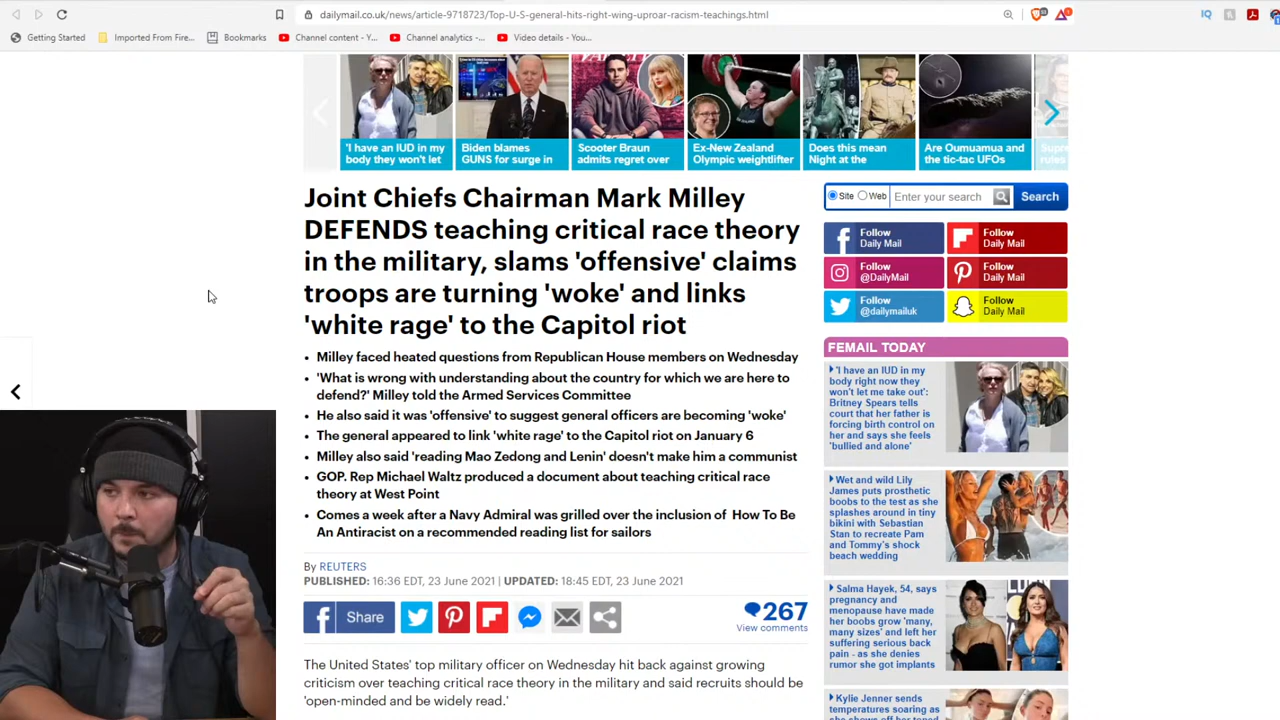 dailymail.co.uk/news/article-9718723/Top-U-S-general-hits-right-wing-uproar-racism-teachings.html
Getting Started
Imported From Fire...
Bookmarks
Channel content - Y...
Channel analytics -...
Video details - You...
'I have an IUD in my
body they won't let
Biden blames
GUNS for surge in
Scooter Braun
admits regret over
Ex-New Zealand
Olympic weightlifter
Does this mean
Night at the
Are Oumuamua and
the tic-tac UFOs
Joint Chiefs Chairman Mark Milley
DEFENDS teaching critical race theory
in the military, slams 'offensive' claims
troops are turning 'woke' and links
'white rage' to the Capitol riot
• Milley faced heated questions from Republican House members on Wednesday
• 'What is wrong with understanding about the country for which we are here to
defend?' Milley told the Armed Services Committee
• He also said it was 'offensive' to suggest general officers are becoming 'woke'
• The general appeared to link 'white rage' to the Capitol riot on January 6
• Milley also said 'reading Mao Zedong and Lenin' doesn't make him a communist
• GOP. Rep Michael Waltz produced a document about teaching critical race
theory at West Point
• Comes a week after a Navy Admiral was grilled over the inclusion of How To Be
An Antiracist on a recommended reading list for sailors
By REUTERS
PUBLISHED: 16:36 EDT, 23 June 2021 | UPDATED: 18:45 EDT, 23 June 2021
Share
267
View comments
The United States' top military officer on Wednesday hit back against growing
criticism over teaching critical race theory in the military and said recruits should be
'open-minded and be widely read.'
Site Web Enter your search Search
Follow
Daily Mail
Follow
Daily Mail
Follow
@DailyMail
Follow
Daily Mail
Follow
@dailymailuk
Follow
Daily Mail
FEMAIL TODAY
'I have an IUD in my
body right now they
won't let me take out':
Britney Spears tells
court that her father is
forcing birth control on
her and says she feels
'bullied and alone'
Wet and wild Lily
James puts prosthetic
boobs to the test as she
splashes around in tiny
bikini with Sebastian
Stan to recreate Pam
and Tommy's shock
beach wedding
Salma Hayek, 54, says
pregnancy and
menopause have made
her boobs grow 'many,
many sizes' and left her
suffering serious back
pain - as she denies
rumor she got implants
Kylie Jenner sends
temperatures soaring as